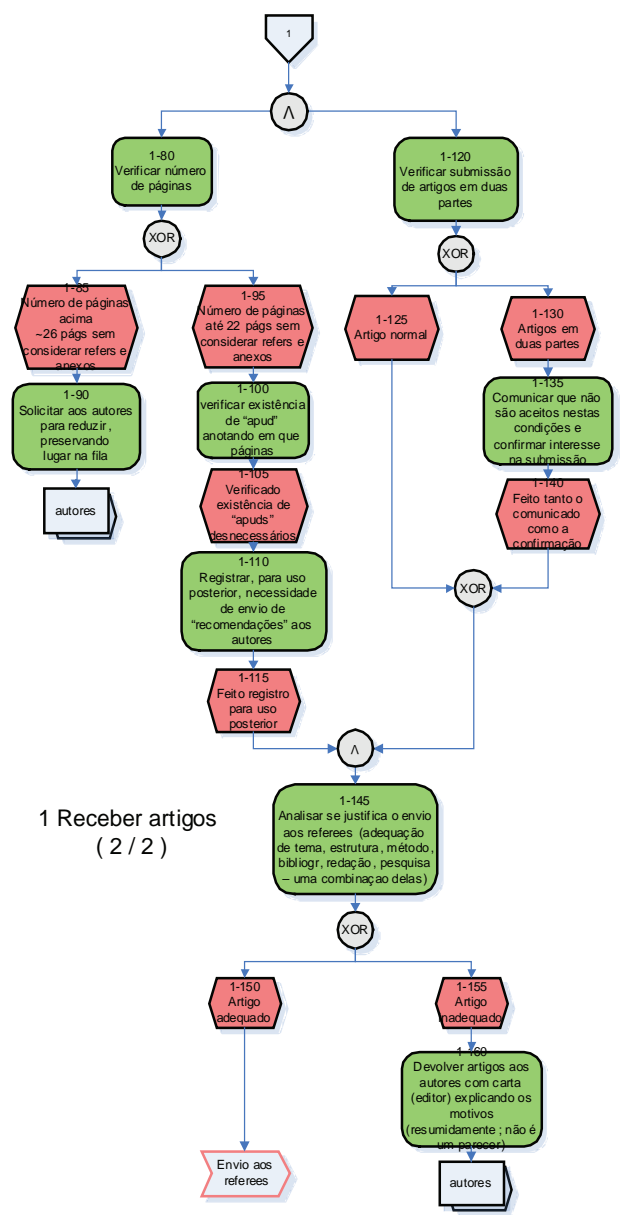 1
Λ
1-80
Verificar número
de páginas
1-120
Verificar submissão
de artigos em duas
partes
XOR
XOR
1-85
Número de páginas
acima
~26 págs sem
considerar refers e
anexos
1-95
Número de páginas
até 22 págs sem
considerar refers e
anexos
1-125
Artigo normal
1-130
Artigos em
duas partes
1-90
Solicitar aos autores
para reduzir,
preservando
lugar na fila
1-100
verificar existência
de “apud”
anotando em que
páginas
1-135
Comunicar que não
são aceitos nestas
condições e
confirmar interesse
na submissão
autores
1-105
Verificado
existência de
“apuds”
desnecessários
1-140
Feito tanto o
comunicado
como a
confirmação
1-110
Registrar, para uso
posterior, necessidade
de envio de
“recomendações” aos
autores
XOR
1-115
Feito registro
para uso
posterior
Λ
1 Receber artigos
( 2 / 2 )
1-145
Analisar se justifica o envio
aos referees (adequação
de tema, estrutura, método,
bibliogr, redação, pesquisa
– uma combinaçao delas)
XOR
1-150
Artigo
adequado
1-155
Artigo
inadequado
1-160
Devolver artigos aos
autores com carta
(editor) explicando os
motivos
(resumidamente ; não é
um parecer)
Envio aos
referees
autores